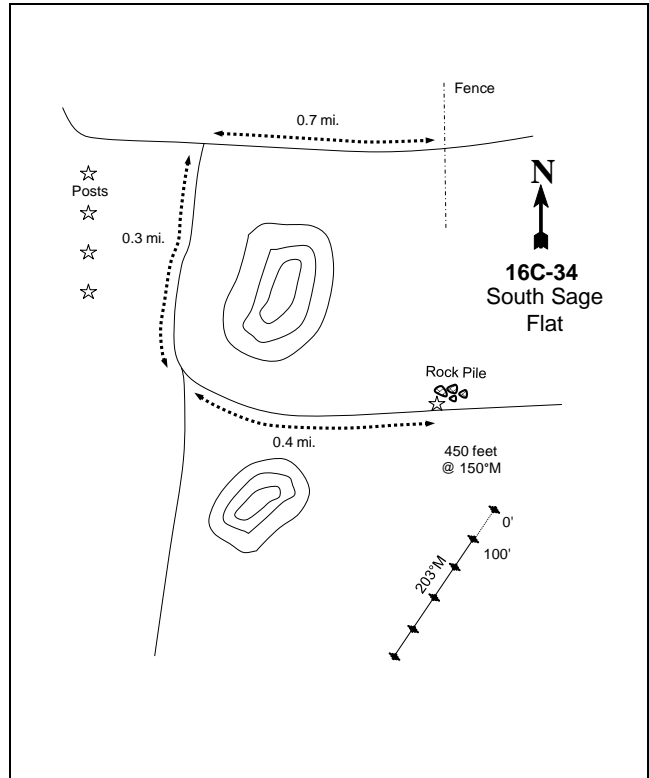 Fence
0.7 mi.
N
Posts
0.3 mi.
16C-34
South Sage
Flat
Rock Pile
0.4 mi.
450 feet
@ 150°M
0'
100'
203°M